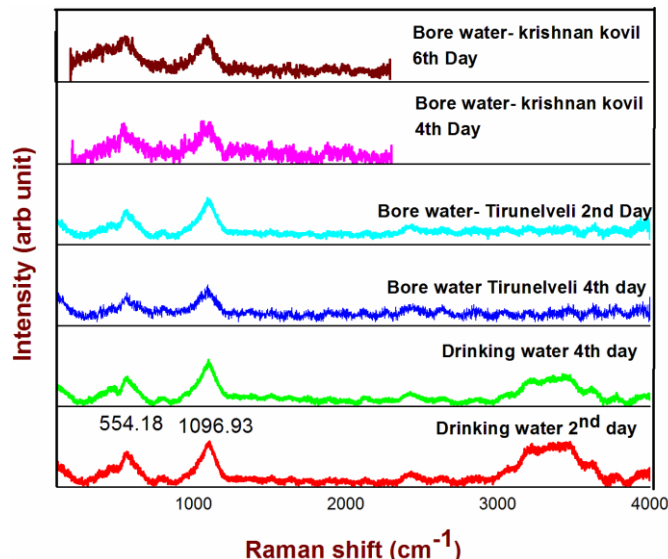 Bore water- krishnan kovil
6th Day
Bore water- krishnan kovil
4th Day
Bore water- Tirunelveli 2nd Day
Bore water Tirunelveli 4th day
Drinking water 4th day
554.18 1096.93
Drinking water 2nd day
Intensity (arb unit)
1000 2000 3000 4000
Raman shift (cm-1)